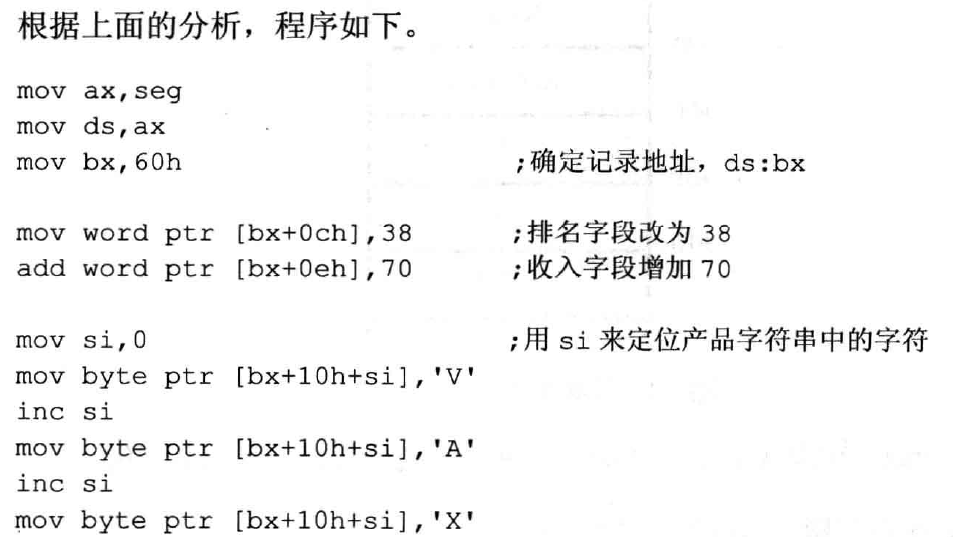 根据上面的分析，程序如下。
mov ax,seg
mov ds,ax
mov bx,60h ;确定记录地址，ds:bx
mov word ptr [bx+0ch],38 ;排名字段改为 38
add word ptr [bx+0eh],70 ;收入字段增加 70
mov si,0 ;用 si 来定位产品字符串中的字符
mov byte ptr [bx+10h+si],'V'
inc si
mov byte ptr [bx+10h+si],'A'
inc si
mov byte ptr [bx+10h+si],'X'